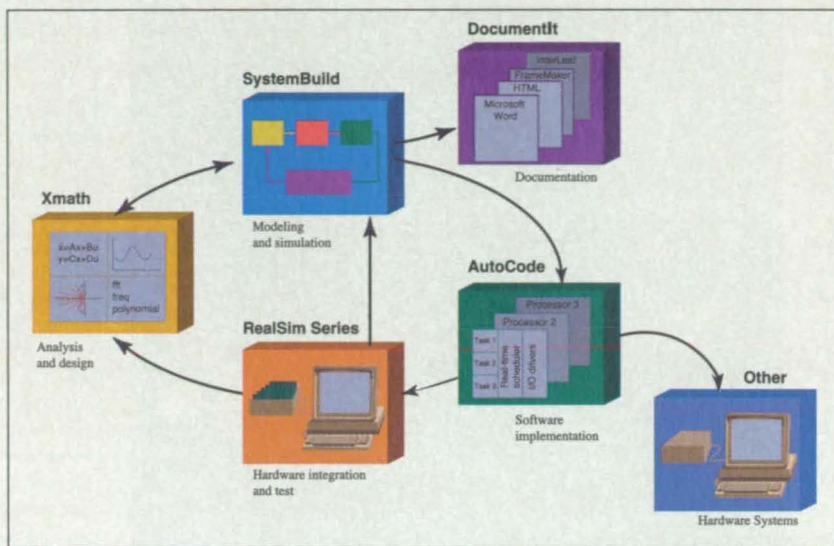 DocumentIt
InterLeaf
FrameMaker
HTML
Microsoft
Word
Documentation
SystemBuild
Modeling
and simulation
Xmath
ẋ=Ax+Bu
y=Cx+Du
fft
freq
polynomial
Analysis
and design
AutoCode
Processor 3
Processor 2
Task 1
Task 2
Task 3
Real-time
scheduler
I/O drivers
Software
implementation
RealSim Series
Hardware integration
and test
Other
Hardware Systems